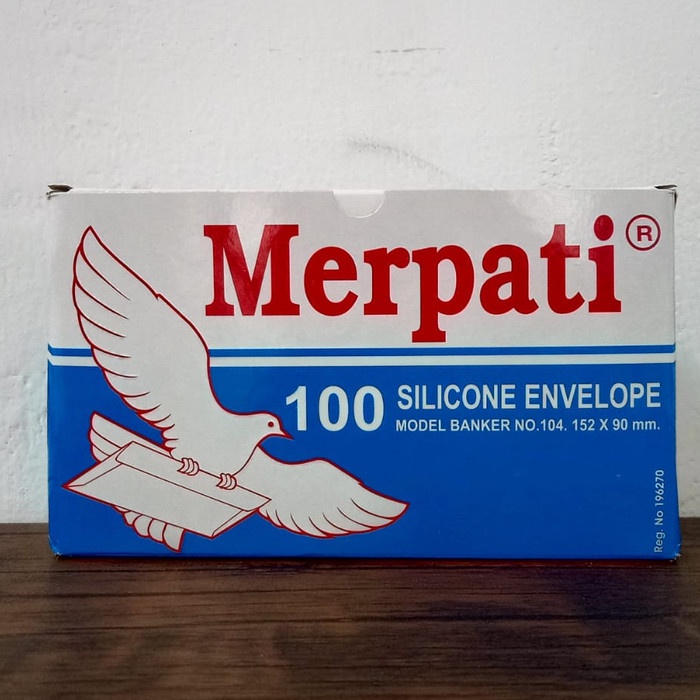 Merpati®
100 SILICONE ENVELOPE
MODEL BANKER NO.104. 152 X 90 mm.
Reg. No 196270